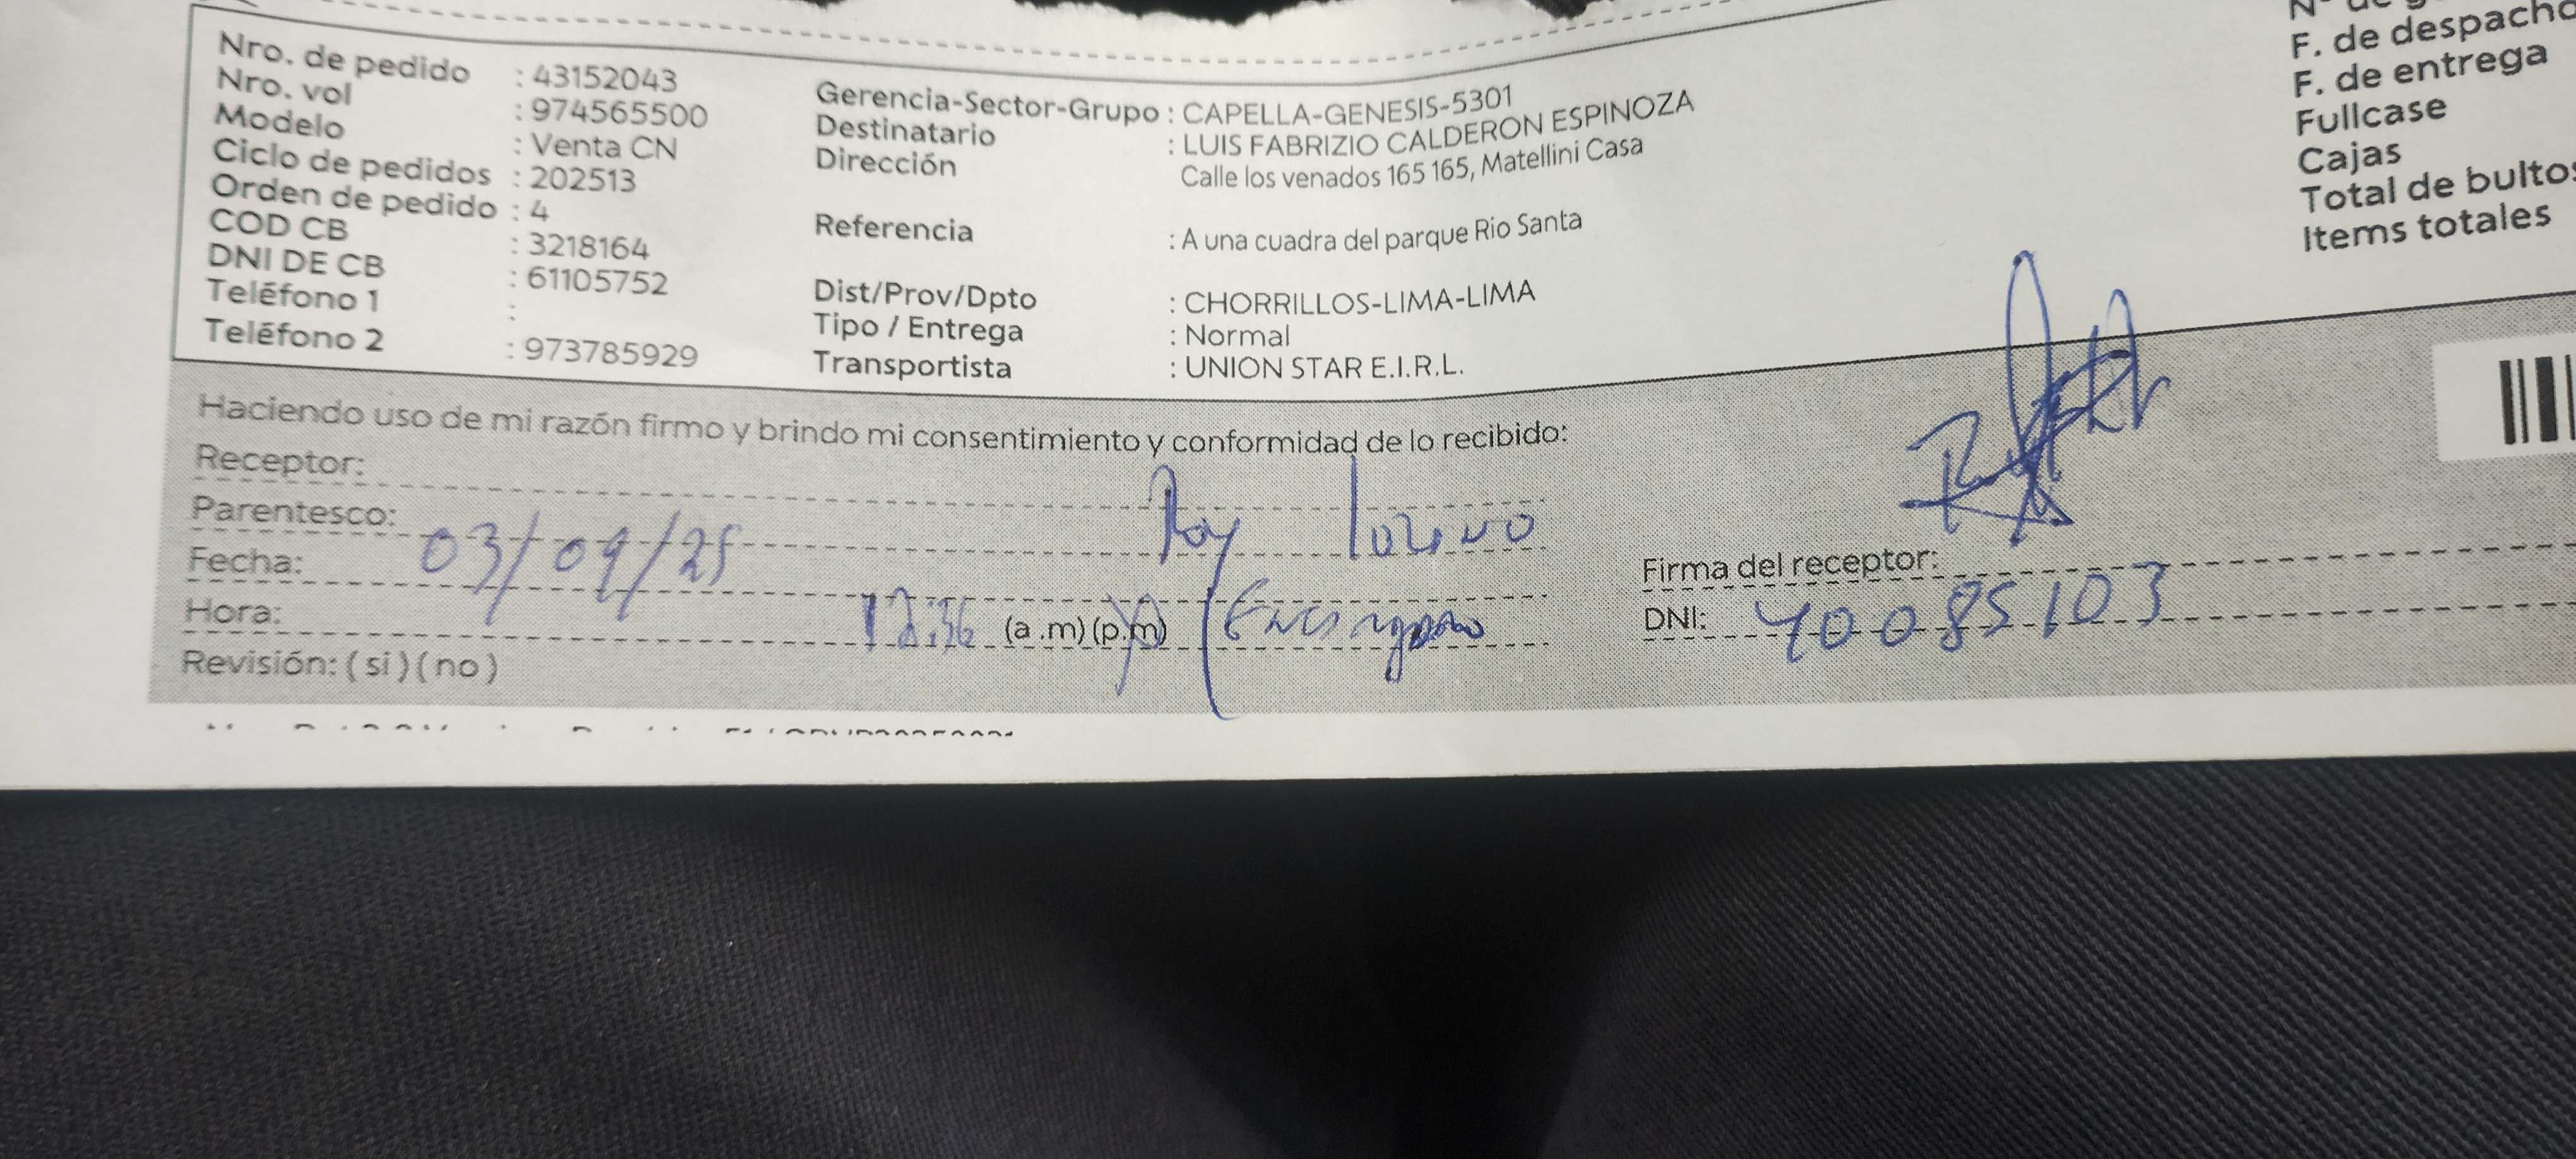 Nro. de pedido : 43152043
Nro. vol : 974565500
Modelo : Venta CN
Ciclo de pedidos : 202513
Orden de pedido : 4
COD CB : 3218164
DNI DE CB : 61105752
Teléfono 1 :
Teléfono 2 : 973785929
Gerencia-Sector-Grupo : CAPELLA-GENESIS-5301
Destinatario : LUIS FABRIZIO CALDERON ESPINOZA
Dirección Calle los venados 165 165, Matellini Casa
Referencia : A una cuadra del parque Rio Santa
Dist/Prov/Dpto : CHORRILLOS-LIMA-LIMA
Tipo / Entrega : Normal
Transportista : UNION STAR E.I.R.L.
F. de despacho
F. de entrega
Fullcase
Cajas
Total de bultos
Items totales
Haciendo uso de mi razón firmo y brindo mi consentimiento y conformidad de lo recibido:
Receptor: Roy
Parentesco:
Fecha: 03/09/25
Hora: 12:56 (a .m) (p.m)
Revisión: ( si ) ( no )
Firma del receptor:
DNI: 40085103